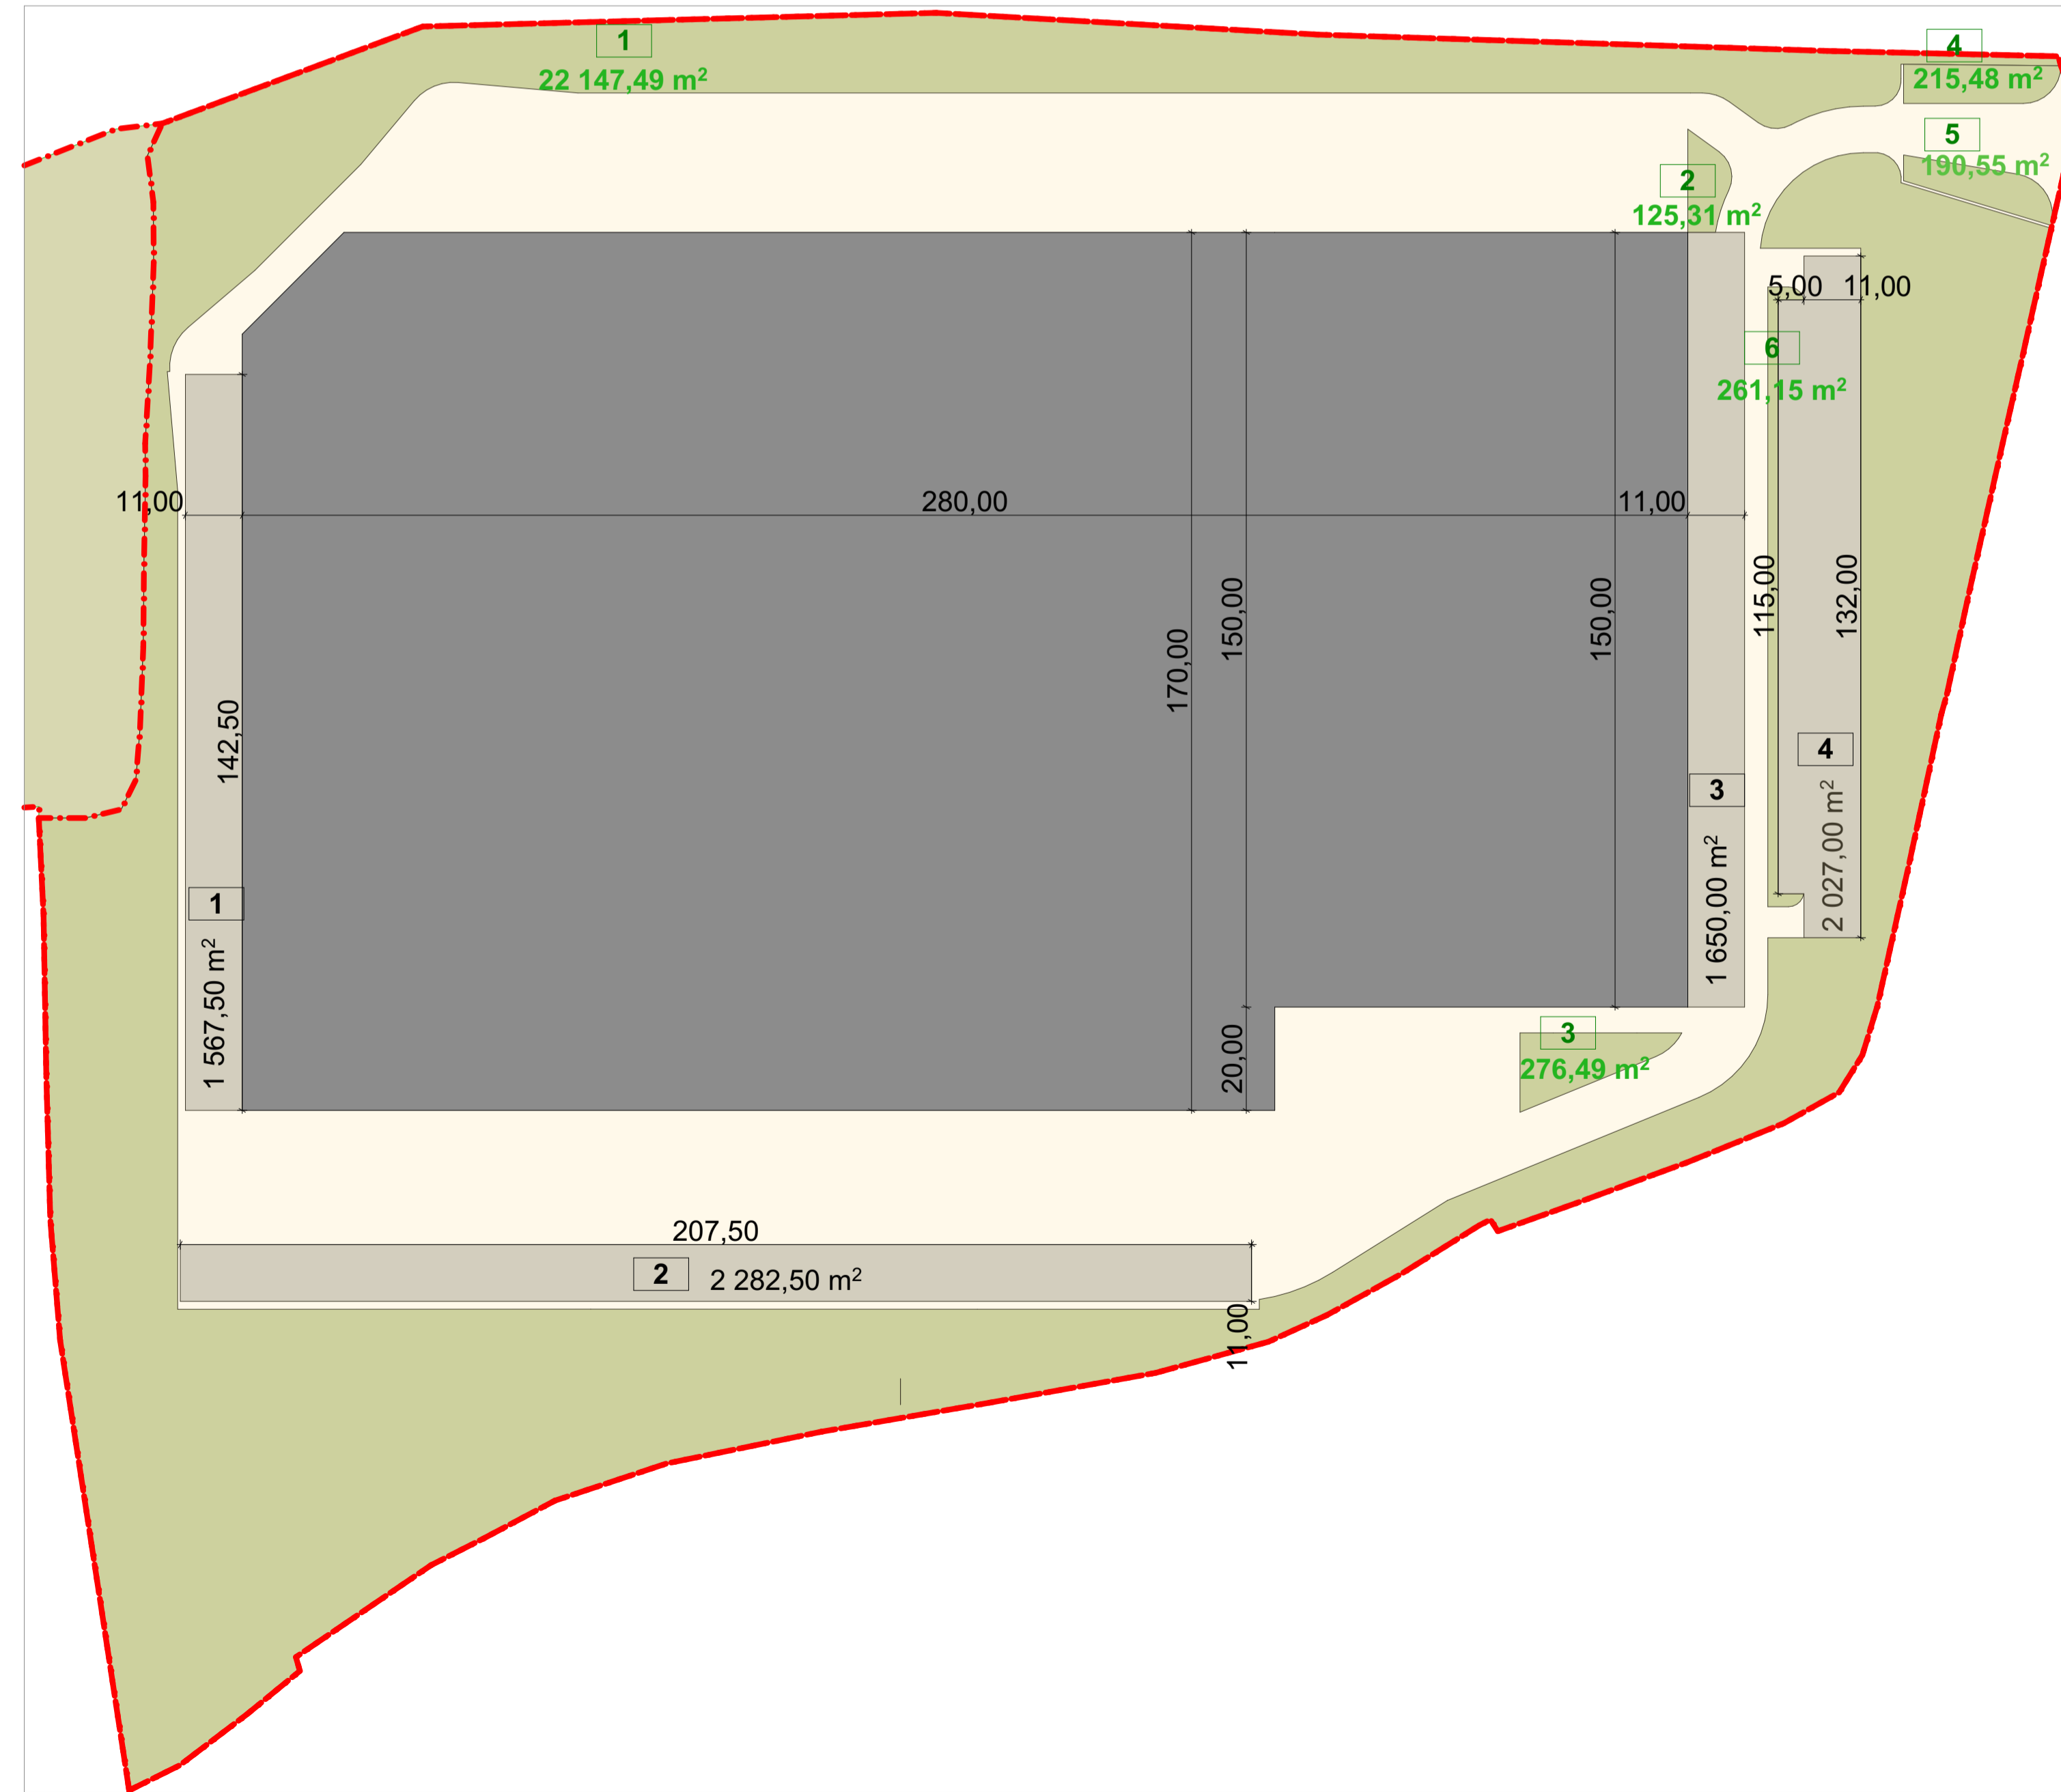 1
22 147,49 m²
4
215,48 m²
5
190,55 m²
2
125,31 m²
5,00
11,00
6
261,15 m²
11,00
280,00
11,00
170,00
150,00
150,00
115,00
132,00
142,50
4
2 027,00 m²
3
1 650,00 m²
1
1 567,50 m²
20,00
3
276,49 m²
207,50
2
2 282,50 m²
11,00